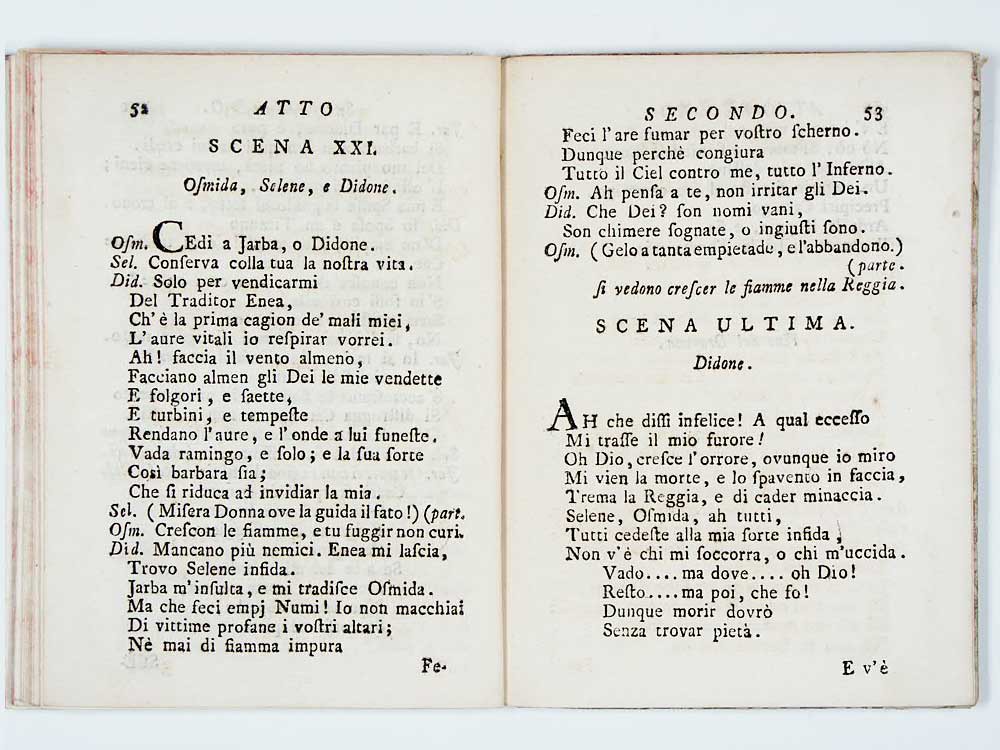 52 ATTO
SCENA XXI.
Oſmida, Selene, e Didone.
Oſm. CEdi a Jarba, o Didone.
Sel. Conſerva colla tua la noſtra vita.
Did. Solo per vendicarmi
Del Traditor Enea,
Ch'è la prima cagion de' mali miei,
L'aure vitali io reſpirar vorrei.
Ah! faccia il vento almeno,
Facciano almen gli Dei le mie vendette
E folgori, e ſaette,
E turbini, e tempeſte
Rendano l'aure, e l'onde a lui funeſte.
Vada ramingo, e ſolo; e la ſua ſorte
Così barbara ſia;
Che ſi riduca ad invidiar la mia.
Sel. (Miſera Donna ove la guida il fato!) (part.
Oſm. Creſcon le fiamme, e tu fuggir non curi.
Did. Mancano più nemici. Enea mi laſcia,
Trovo Selene infida.
Jarba m'inſulta, e mi tradiſce Oſmida.
Ma che feci empj Numi! Io non macchiai
Di vittime profane i voſtri altari;
Nè mai di fiamma impura
Fe-
SECONDO. 53
Feci l'are fumar per voſtro ſcherno.
Dunque perchè congiura
Tutto il Ciel contro me, tutto l'Inferno.
Oſm. Ah penſa a te, non irritar gli Dei.
Did. Che Dei? ſon nomi vani,
Son chimere ſognate, o ingiuſti ſono.
Oſm. (Gelo a tanta empietade, e l'abbandono.)
(parte.
ſi vedono creſcer le fiamme nella Reggia.
SCENA ULTIMA.
Didone.
AH che diſſi infelice! A qual ecceſſo
Mi traſſe il mio furore!
Oh Dio, creſce l'orrore, ovunque io miro
Mi vien la morte, e lo ſpavento in faccia,
Trema la Reggia, e di cader minaccia.
Selene, Oſmida, ah tutti,
Tutti cedeſte alla mia ſorte infida,
Non v'è chi mi ſoccorra, o chi m'uccida.
Vado....ma dove.... oh Dio!
Reſto....ma poi, che fo!
Dunque morir dovrò
Senza trovar pietà.
E v'è